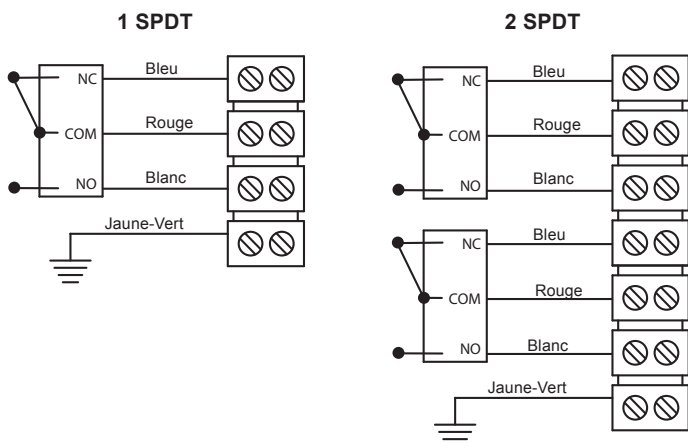 1 SPDT
NC
Bleu
COM
Rouge
NO
Blanc
Jaune-Vert
2 SPDT
NC
Bleu
COM
Rouge
NO
Blanc
NC
Bleu
COM
Rouge
NO
Blanc
Jaune-Vert